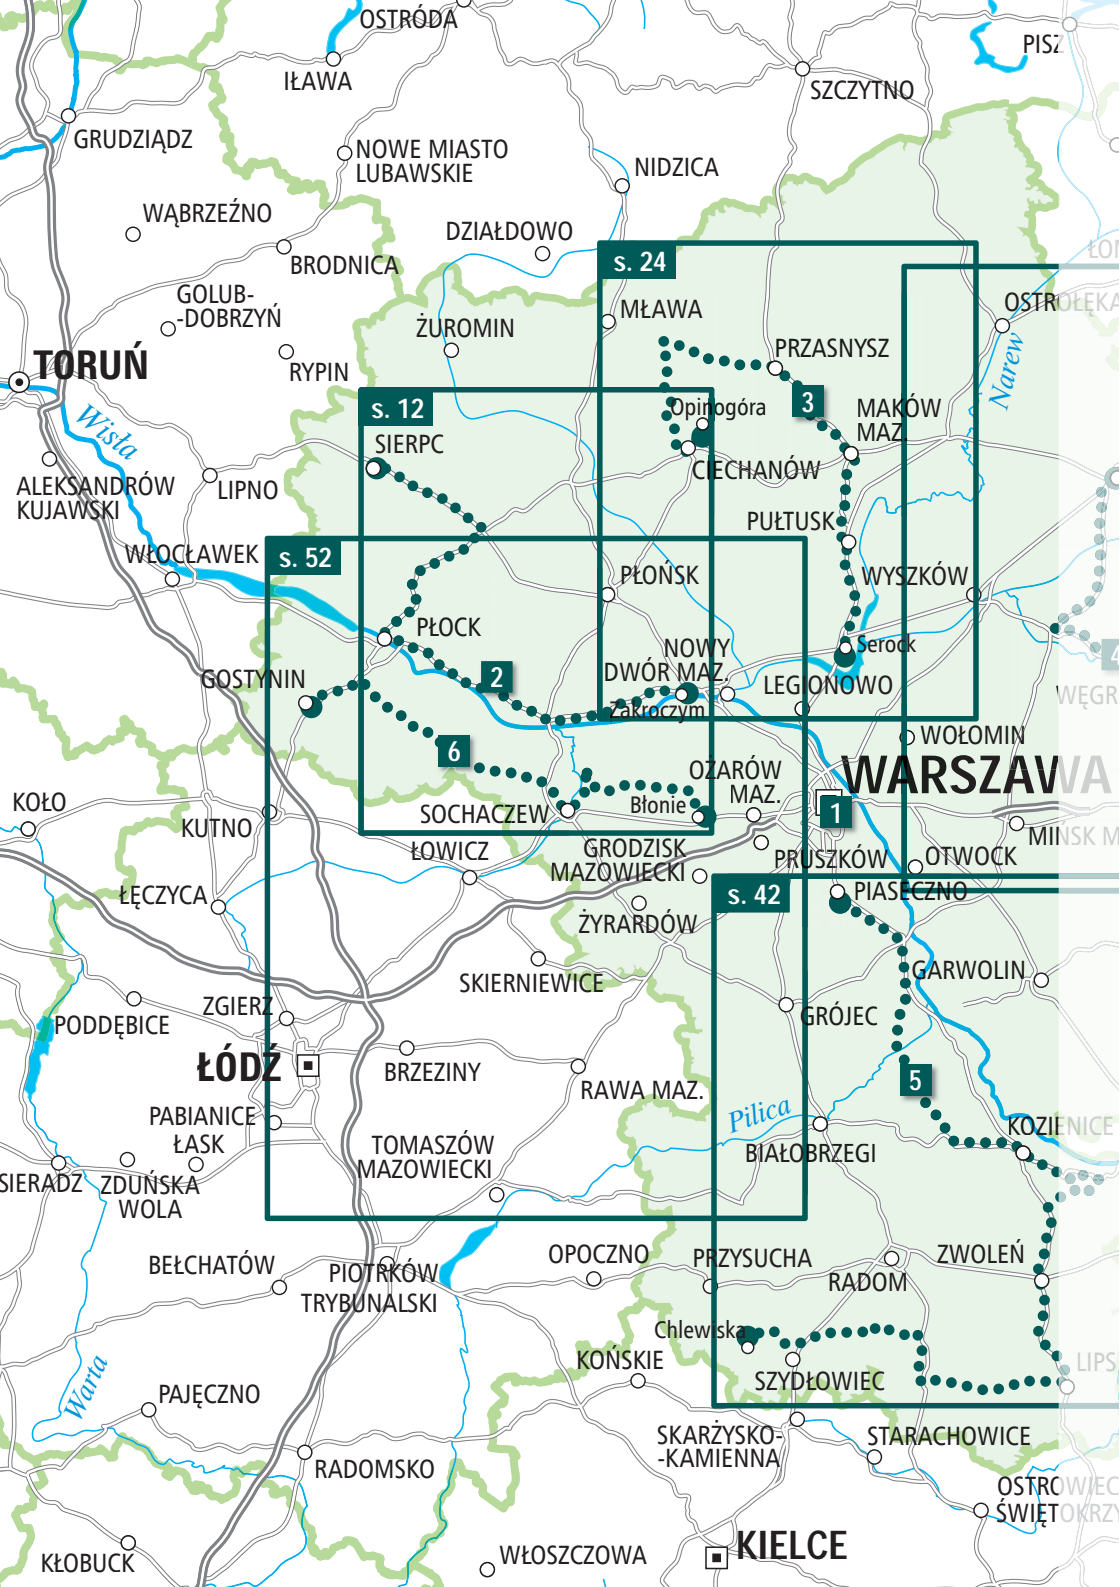 OSTRÓDA
PISZ
IŁAWA
SZCZYTNO
GRUDZIĄDZ
NOWE MIASTO
LUBAWSKIE
NIDZICA
WĄBRZEŹNO
DZIAŁDOWO
BRODNICA
s. 24
GOLUB-
-DOBRZYŃ
MŁAWA
OSTROŁĘKA
ŻUROMIN
PRZASNYSZ
TORUŃ
RYPIN
Narew
3
s. 12
Opinogóra
MAKÓW
MAZ.
Wisła
SIERPC
CIECHANÓW
ALEKSANDRÓW
KUJAWSKI
LIPNO
PUŁTUSK
WŁOCŁAWEK
s. 52
PŁOŃSK
WYSZKÓW
PŁOCK
NOWY
DWÓR MAZ.
Serock
4
GOSTYNIN
2
LEGIONOWO
WĘGR
Zakroczym
WOŁOMIN
6
OŻARÓW
MAZ.
WARSZAWA
KOŁO
Błonie
1
KUTNO
SOCHACZEW
MIŃSK M
ŁOWICZ
GRODZISK
MAZOWIECKI
PRUSZKÓW
OTWOCK
ŁĘCZYCA
s. 42
PIASECZNO
ŻYRARDÓW
SKIERNIEWICE
GARWOLIN
ZGIERZ
GRÓJEC
PODDĘBICE
ŁÓDŹ
BRZEZINY
RAWA MAZ.
5
PABIANICE
Pilica
ŁASK
TOMASZÓW
MAZOWIECKI
KOZIENICE
BIAŁOBRZEGI
SIERADZ
ZDUŃSKA
WOLA
BEŁCHATÓW
PIOTRKÓW
TRYBUNALSKI
OPOCZNO
PRZYSUCHA
RADOM
ZWOLEŃ
Chlewiska
KOŃSKIE
LIPS
SZYDŁOWIEC
Warta
PAJĘCZNO
SKARŻYSKO-
-KAMIENNA
STARACHOWICE
RADOMSKO
OSTROWIEC
ŚWIĘTOKRZY
KŁOBUCK
WŁOSZCZOWA
KIELCE